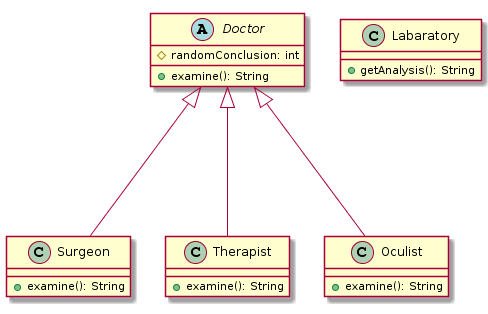 A Doctor
randomConclusion: int
examine(): String
C Labaratory
getAnalysis(): String
C Surgeon
examine(): String
C Therapist
examine(): String
C Oculist
examine(): String